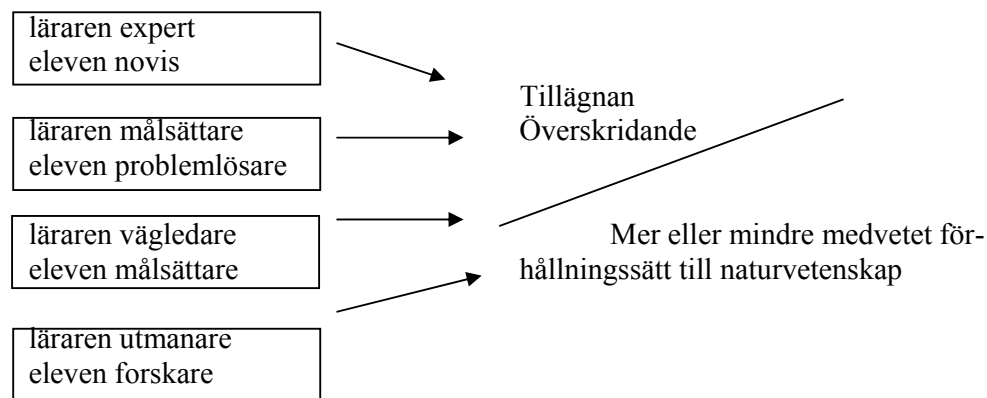 läraren expert
eleven novis
läraren målsättare
eleven problemlösare
läraren vägledare
eleven målsättare
läraren utmanare
eleven forskare
Tillägnan
Överskridande
Mer eller mindre medvetet för-
hållningssätt till naturvetenskap